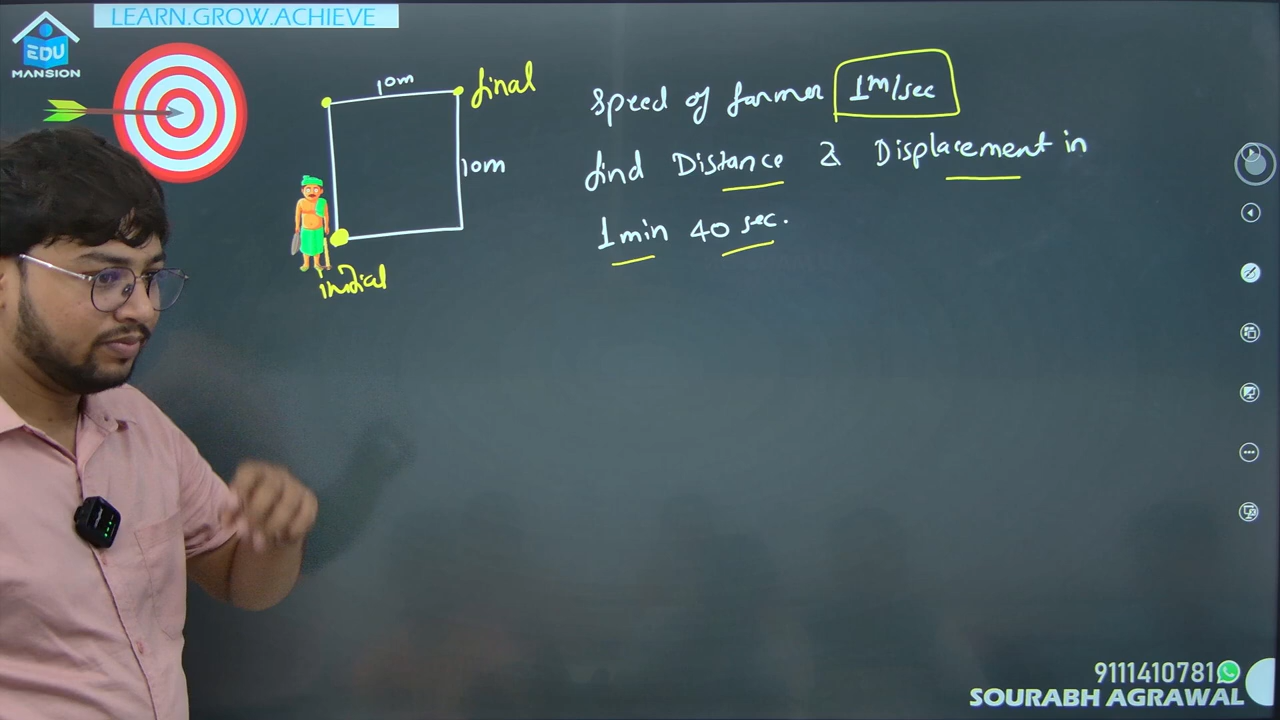 LEARN.GROW.ACHIEVE
EDU
MANSION
10m
final
10m
initial
Speed of farmer 1m/sec
find Distance & Displacement in
1 min 40 sec.
9111410781
SOURABH AGRAWAL